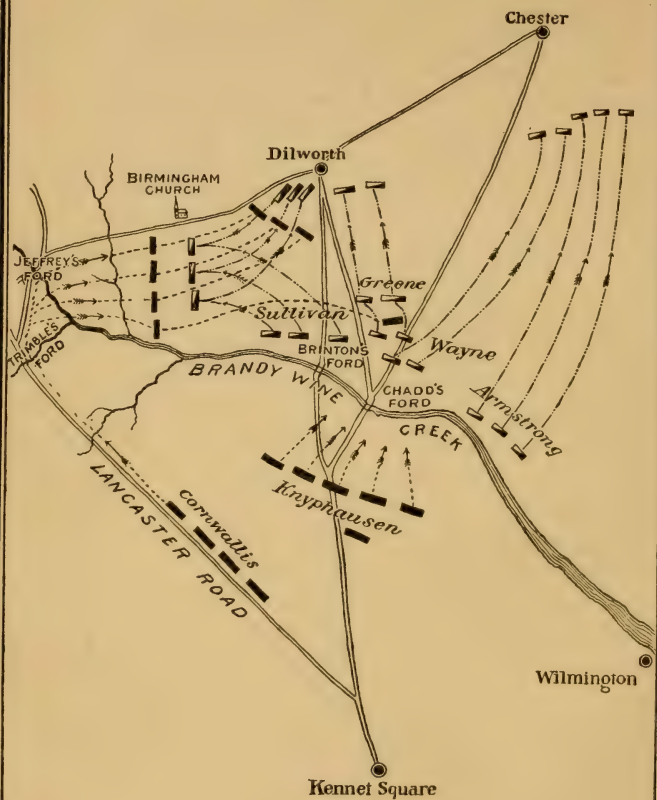 Chester
Dilworth
BIRMINGHAM
CHURCH
JEFFREY'S
FORD
Greene
Sullivan
TRIMBLE'S
FORD
BRINTON'S
FORD
Wayne
BRANDY WINE
CHADD'S
FORD
CREEK
Armstrong
Knyphausen
Cornwallis
LANCASTER ROAD
Wilmington
Kennet Square